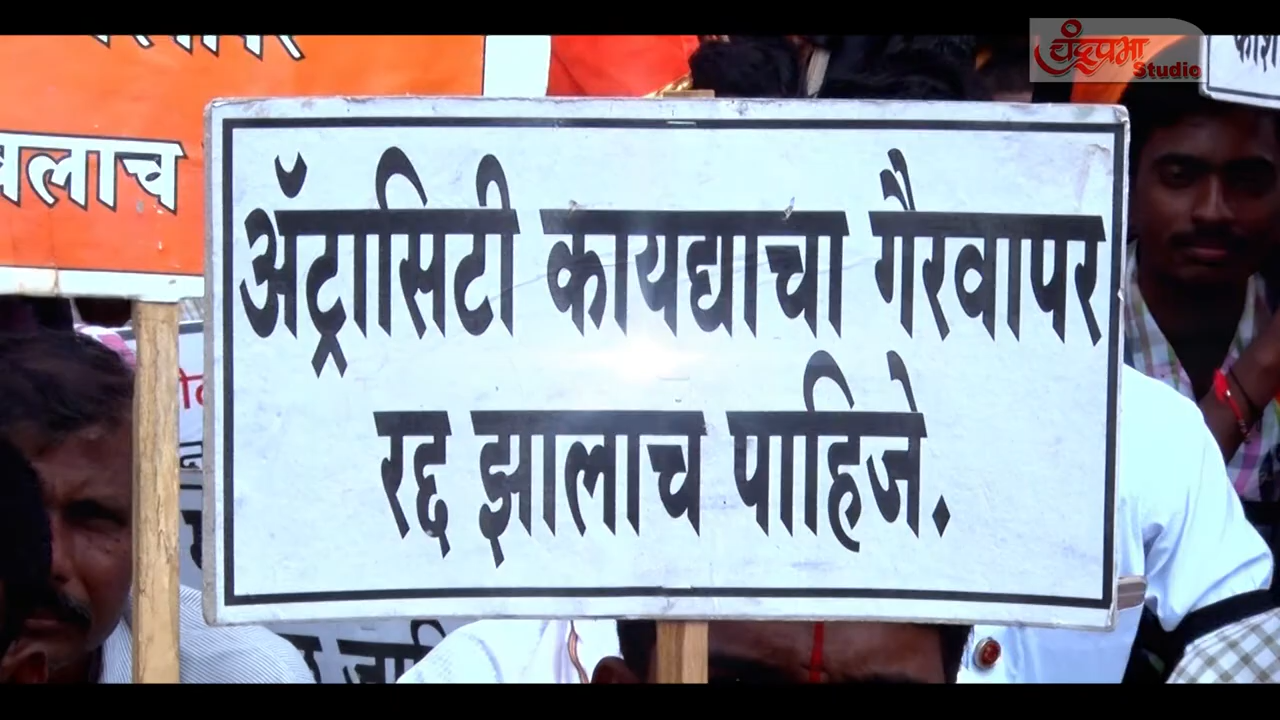 चंद्रप्रभा
Studio
लाच
अ‍ॅट्रासिटी कायद्याचा गैरवापर
रद्द झालाच पाहिजे.